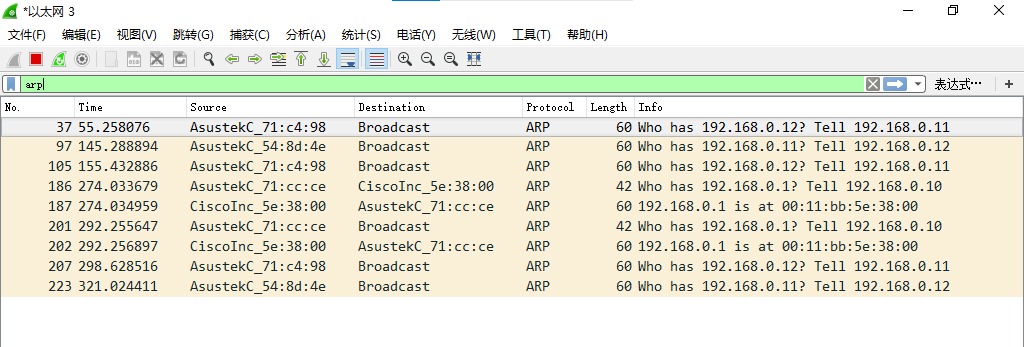 *以太网 3
文件(F) 编辑(E) 视图(V) 跳转(G) 捕获(C) 分析(A) 统计(S) 电话(Y) 无线(W) 工具(T) 帮助(H)
arp 表达式… +
No. Time Source Destination Protocol Length Info
37 55.258076 AsustekC_71:c4:98 Broadcast ARP 60 Who has 192.168.0.12? Tell 192.168.0.11
97 145.288894 AsustekC_54:8d:4e Broadcast ARP 60 Who has 192.168.0.11? Tell 192.168.0.12
105 155.432886 AsustekC_71:c4:98 Broadcast ARP 60 Who has 192.168.0.12? Tell 192.168.0.11
186 274.033679 AsustekC_71:cc:ce CiscoInc_5e:38:00 ARP 42 Who has 192.168.0.1? Tell 192.168.0.10
187 274.034959 CiscoInc_5e:38:00 AsustekC_71:cc:ce ARP 60 192.168.0.1 is at 00:11:bb:5e:38:00
201 292.255647 AsustekC_71:cc:ce Broadcast ARP 42 Who has 192.168.0.1? Tell 192.168.0.10
202 292.256897 CiscoInc_5e:38:00 AsustekC_71:cc:ce ARP 60 192.168.0.1 is at 00:11:bb:5e:38:00
207 298.628516 AsustekC_71:c4:98 Broadcast ARP 60 Who has 192.168.0.12? Tell 192.168.0.11
223 321.024411 AsustekC_54:8d:4e Broadcast ARP 60 Who has 192.168.0.11? Tell 192.168.0.12